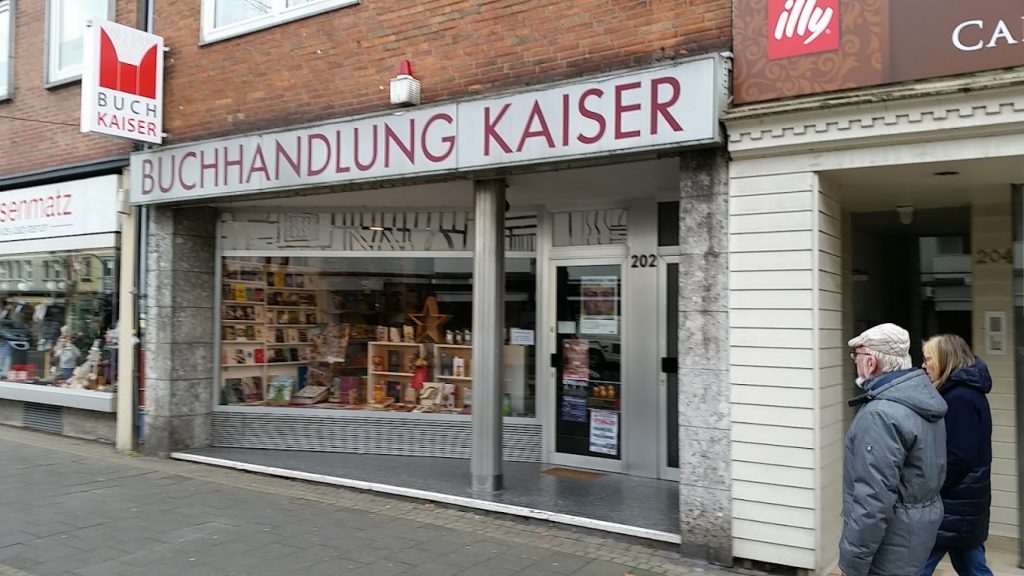 BUCH
KAISER
BUCHHANDLUNG KAISER
senmatz
202
illy
CA
204